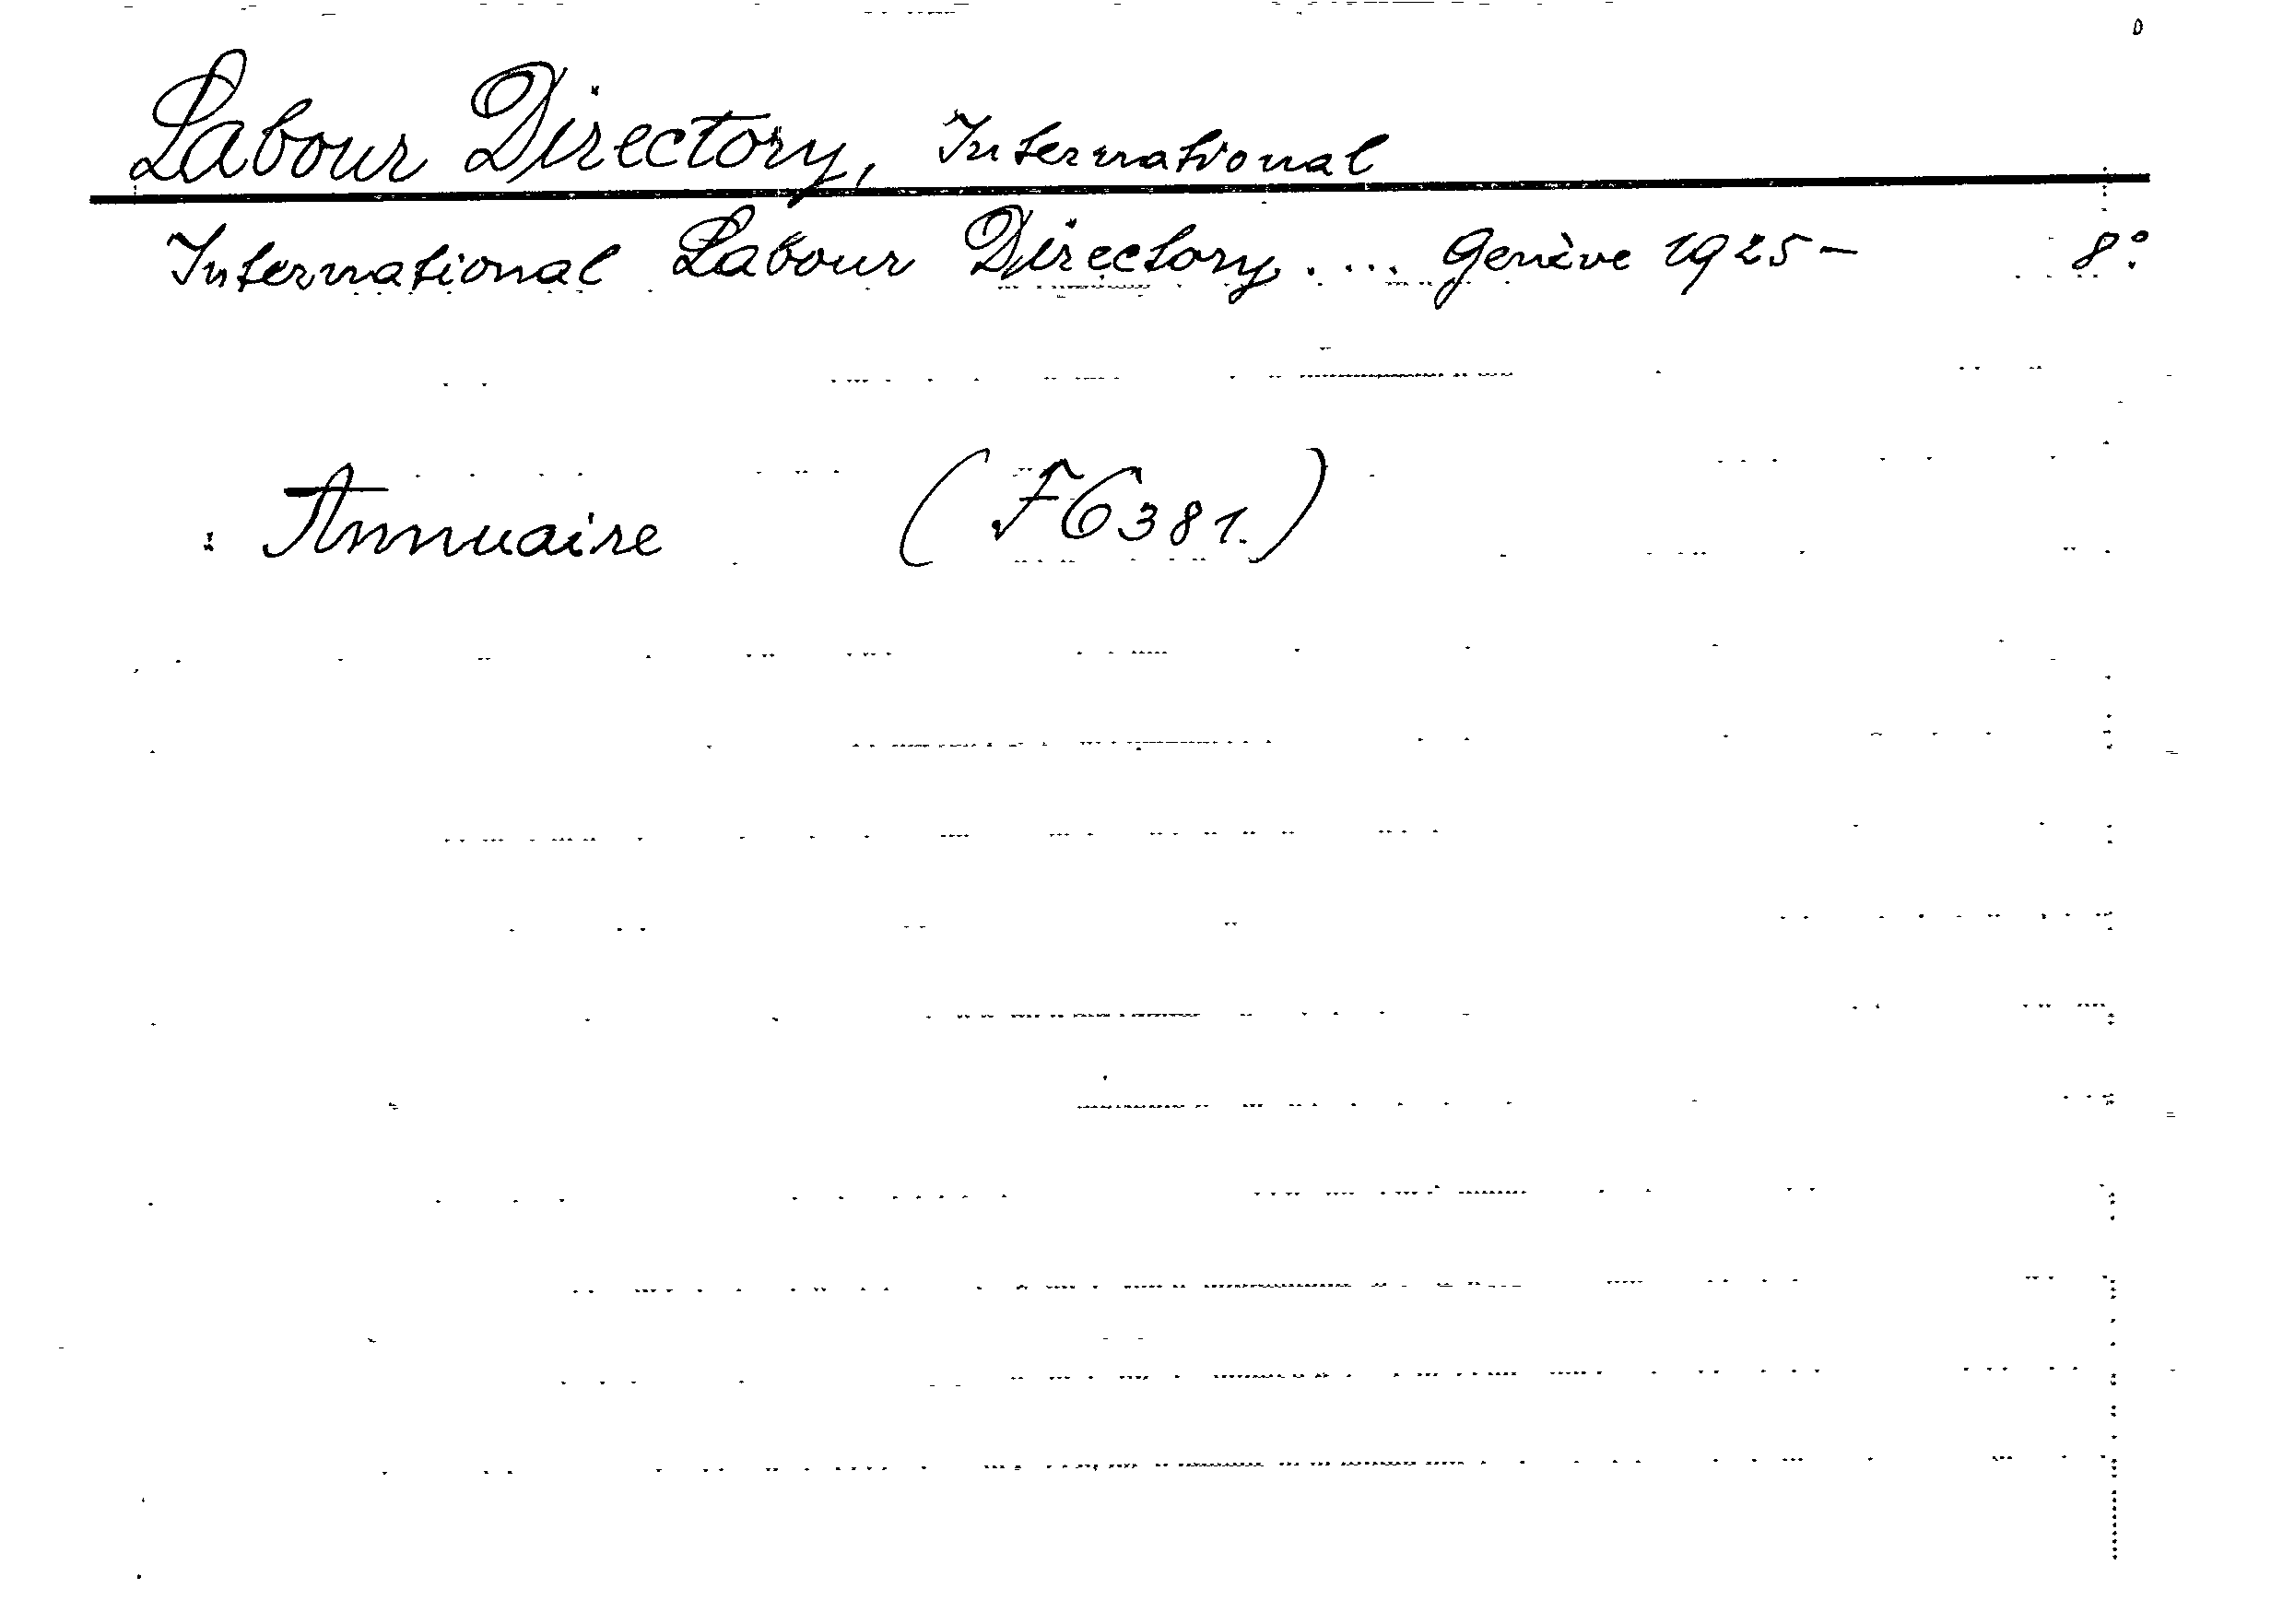 Labour Directory, International
International Labour Directory. ... Genève 1925- 8:o
: Annuaire (F6381.)